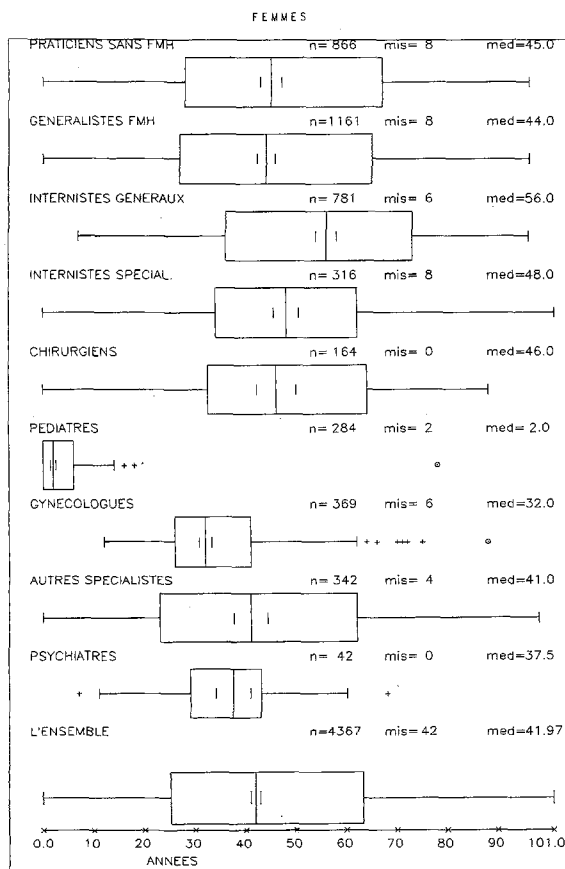 FEMMES
PRATICIENS SANS FMH n= 866 mis= 8 med=45.0
GENERALISTES FMH n=1161 mis= 8 med=44.0
INTERNISTES GENERAUX n= 781 mis= 6 med=56.0
INTERNISTES SPECIAL. n= 316 mis= 8 med=48.0
CHIRURGIENS n= 164 mis= 0 med=46.0
PEDIATRES n= 284 mis= 2 med= 2.0
GYNECOLOGUES n= 369 mis= 6 med=32.0
AUTRES SPECIALISTES n= 342 mis= 4 med=41.0
PSYCHIATRES n= 42 mis= 0 med=37.5
L'ENSEMBLE n=4367 mis=42 med=41.97
0.0 10 20 30 40 50 60 70 80 90 101.0
ANNEES